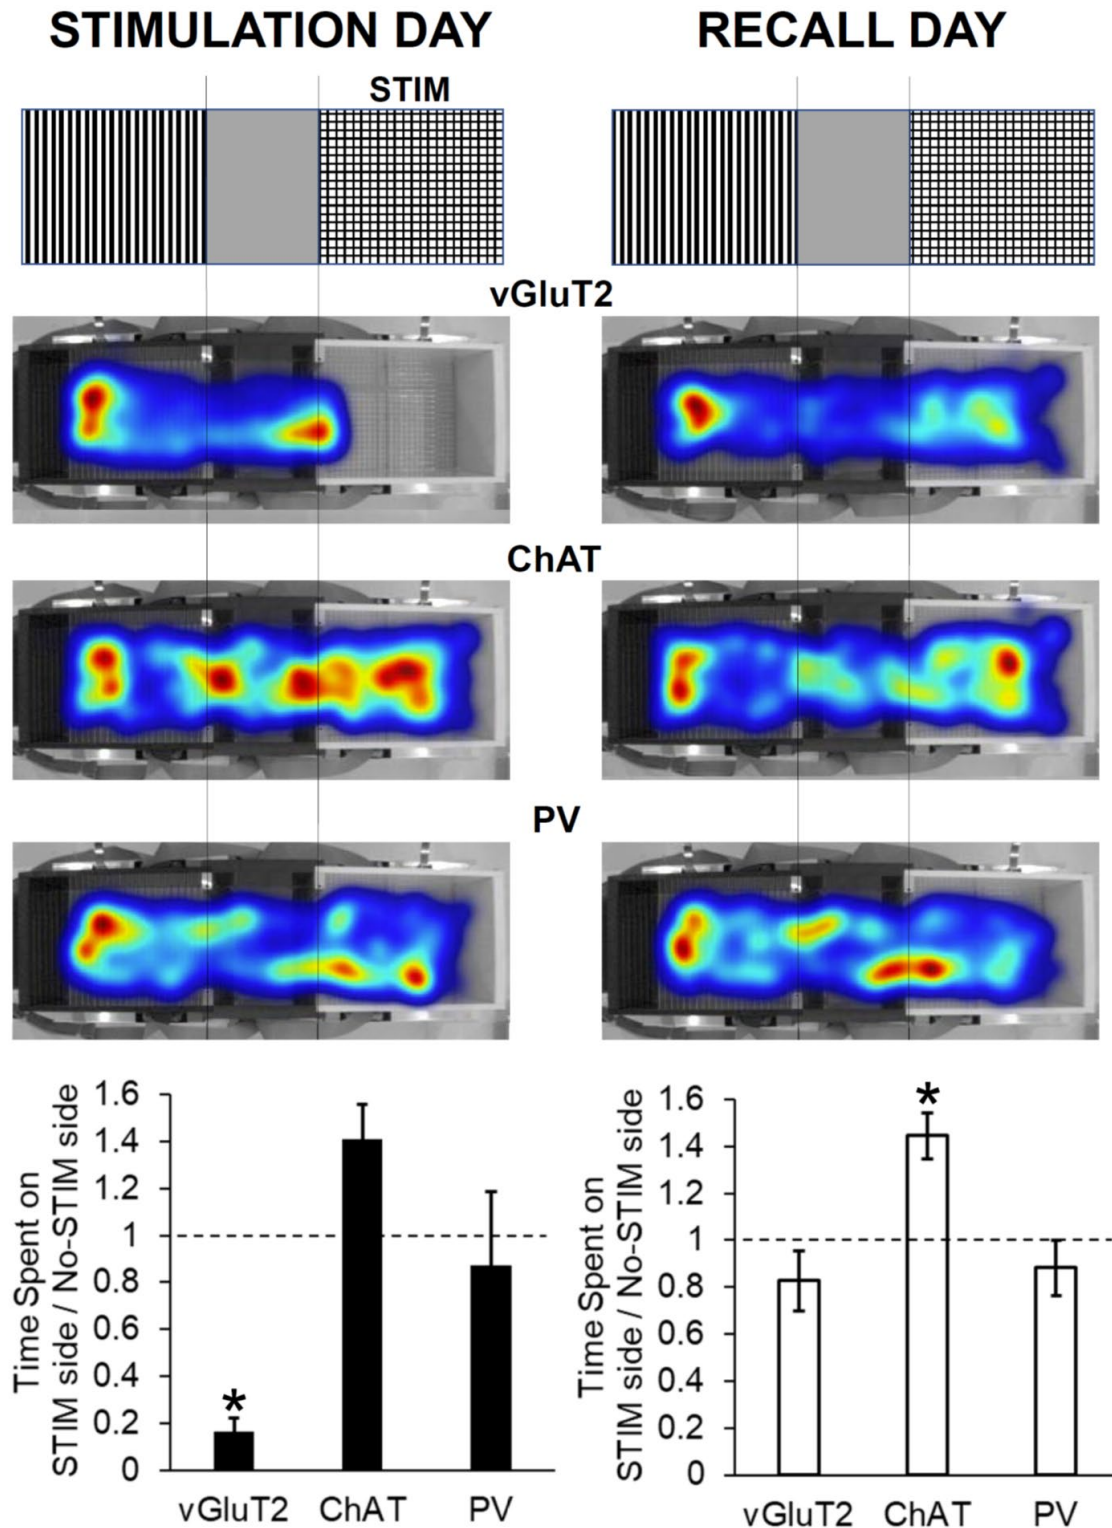 STIMULATION DAY
RECALL DAY
STIM
vGluT2
ChAT
PV
Time Spent on
STIM side / No-STIM side
1.6
1.4
1.2
1
0.8
0.6
0.4
0.2
0
*
vGluT2 ChAT PV
Time Spent on
STIM side / No-STIM side
1.6
1.4
1.2
1
0.8
0.6
0.4
0.2
0
*
vGluT2 ChAT PV